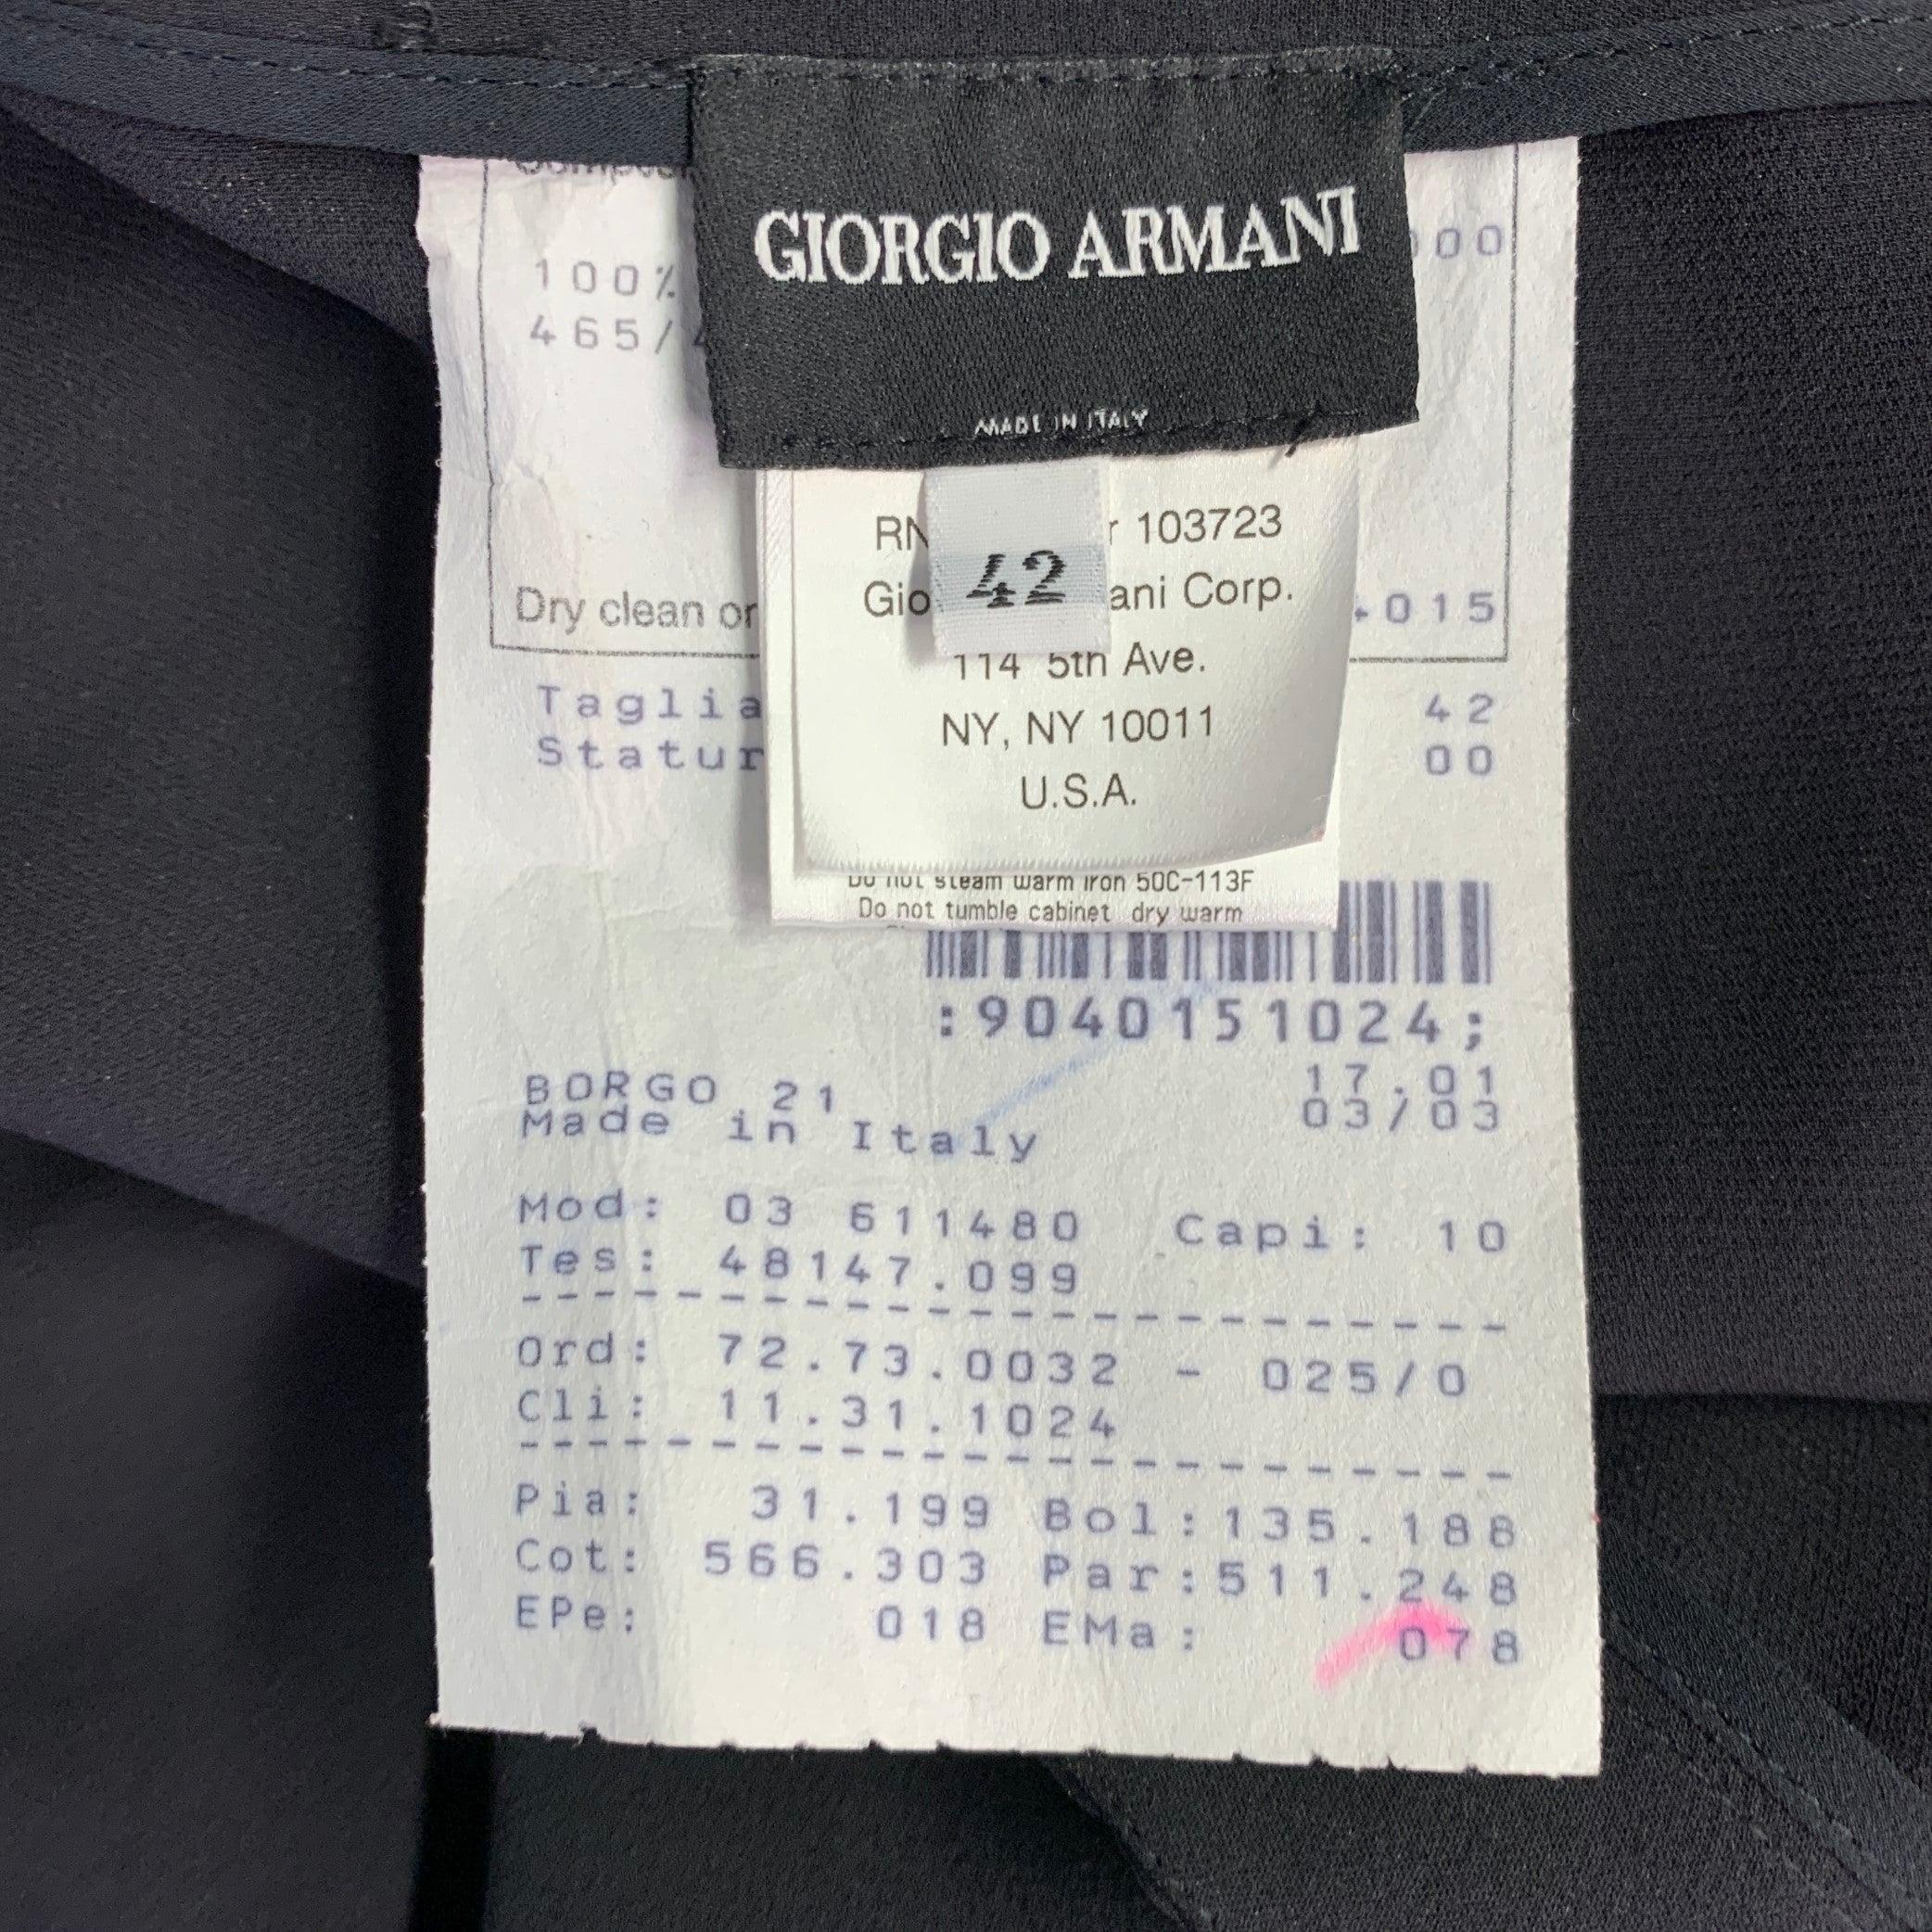 GIORGIO ARMANI
MADE IN ITALY
00
100%
465/
RN 103723
42
Corp.
Dry clean
015
114 5th Ave.
NY, NY 10011
U.S.A.
Taglia 42
00
Do not steam warm iron 50C-113F
Do not tumble cabinet dry warm
:9040151024;
BORGO 21 17.01
Made in Italy 03/03
Mod: 03 611480 Capi: 10
Tes: 48147.099
Ord: 72.73.0032 - 025/0
Cli: 11.31.1024
Pia: 31.199 Bol:135.188
Cot: 566.303 Par:511.248
EPe: 018 EMa: 078